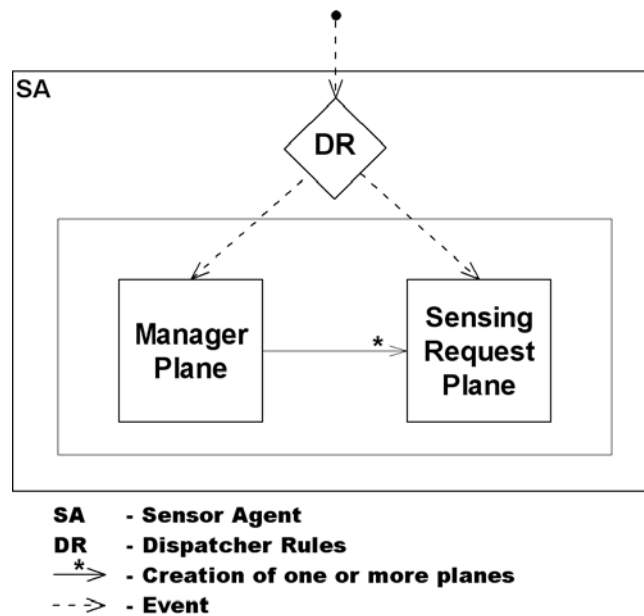 SA
DR
Manager
Plane
*
Sensing
Request
Plane
SA - Sensor Agent
DR - Dispatcher Rules
* - Creation of one or more planes
- Event